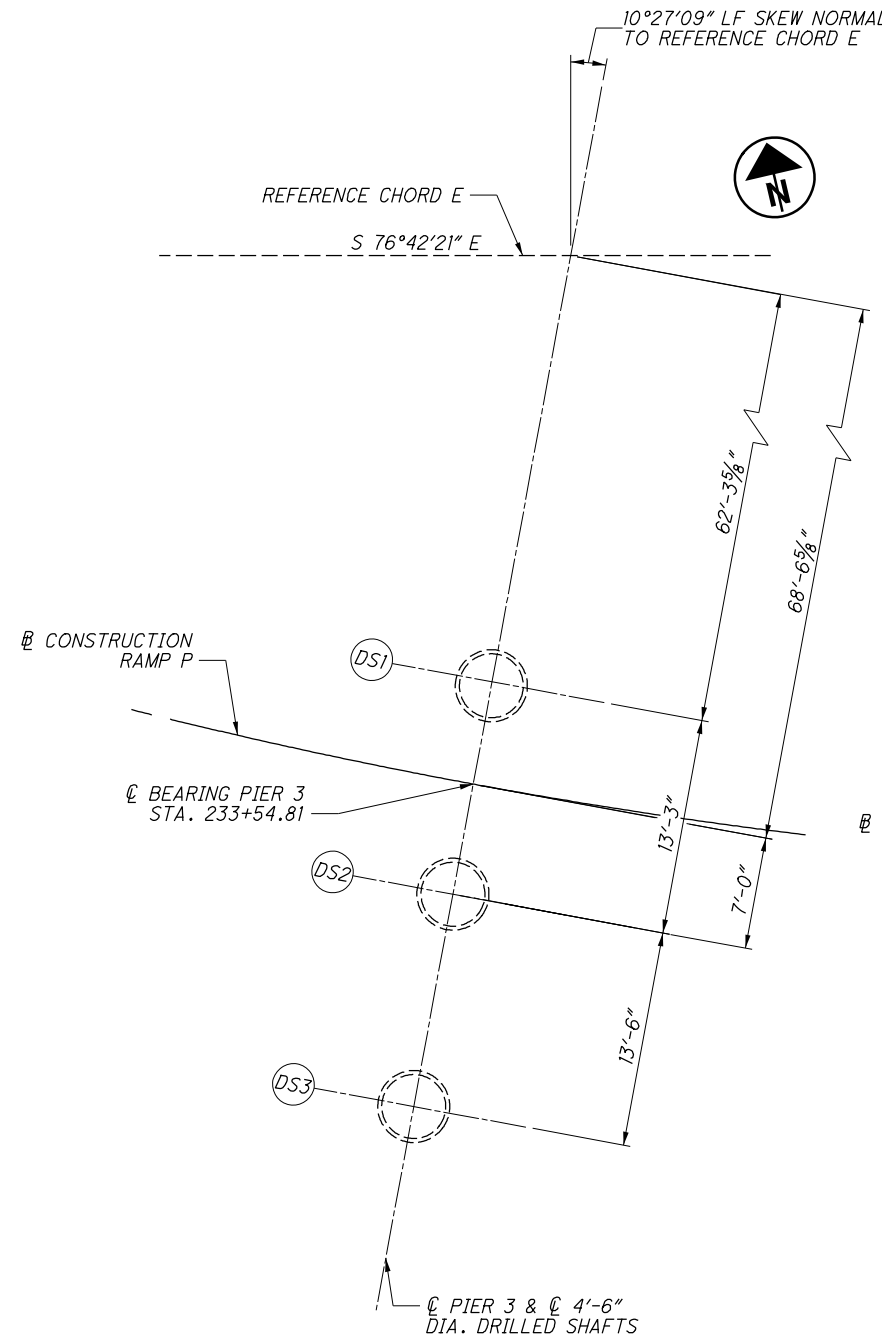 10°27'09" LF SKEW NORMAL
TO REFERENCE CHORD E
N
REFERENCE CHORD E
S 76°42'21" E
62'-3⅝"
68'-6⅝"
DS1
℄ CONSTRUCTION
RAMP P
℄ BEARING PIER 3
STA. 233+54.81
13'-3"
DS2
7'-0"
13'-6"
DS3
℄ PIER 3 & ℄ 4'-6"
DIA. DRILLED SHAFTS